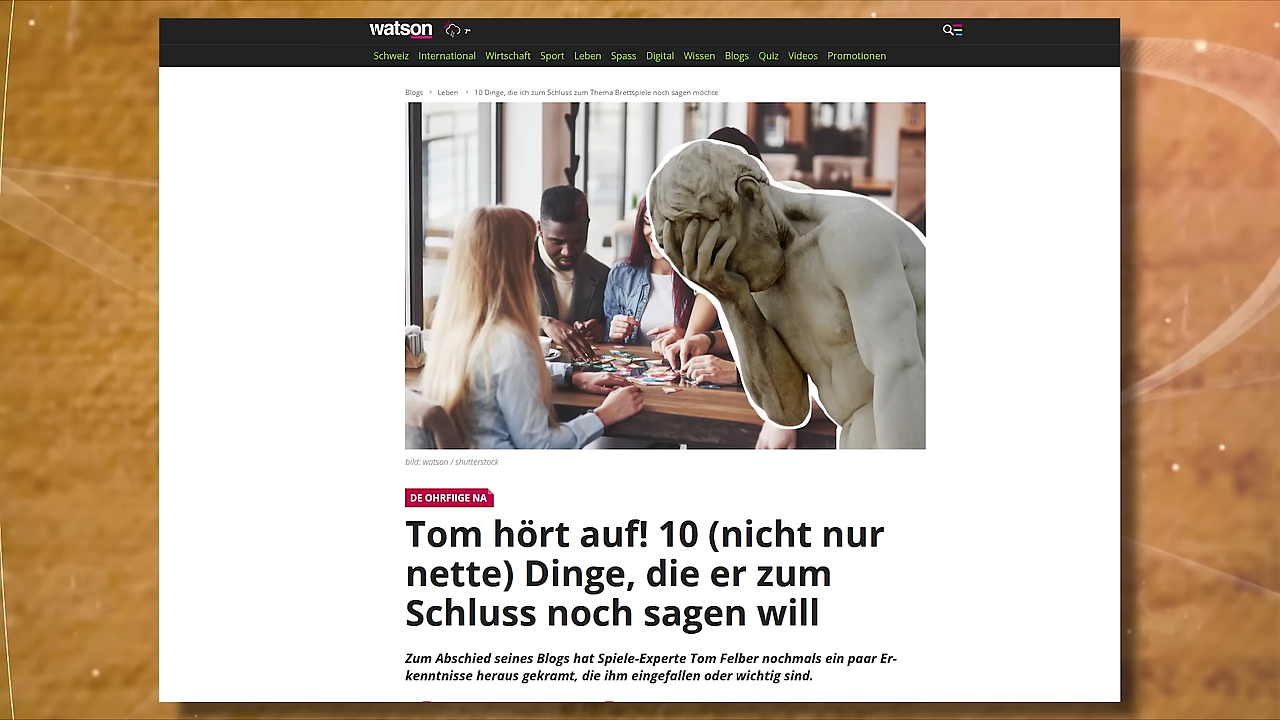 watson
7°
Schweiz International Wirtschaft Sport Leben Spass Digital Wissen Blogs Quiz Videos Promotionen
Blogs › Leben › 10 Dinge, die ich zum Schluss zum Thema Brettspiele noch sagen möchte
bild: watson / shutterstock
DE OHRFIIGE NA
Tom hört auf! 10 (nicht nur
nette) Dinge, die er zum
Schluss noch sagen will
Zum Abschied seines Blogs hat Spiele-Experte Tom Felber nochmals ein paar Er-
kenntnisse heraus gekramt, die ihm eingefallen oder wichtig sind.